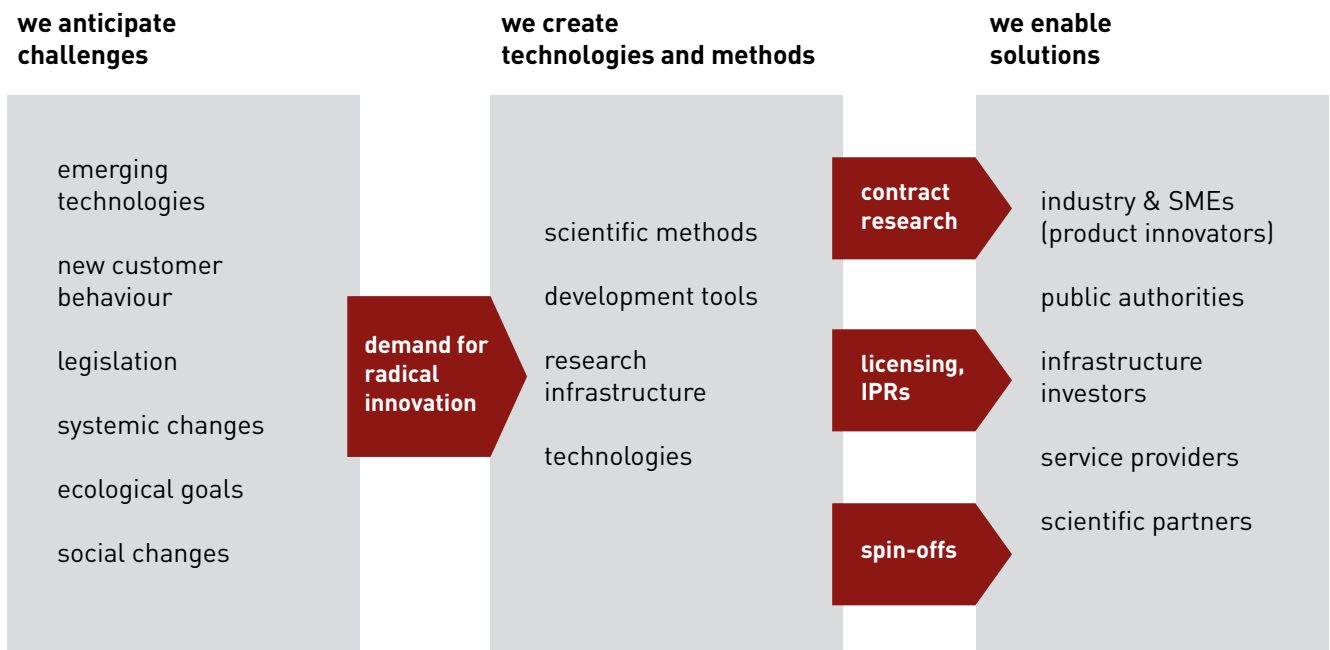 we anticipate
challenges
emerging
technologies
new customer
behaviour
legislation
systemic changes
ecological goals
social changes
demand for
radical
innovation
we create
technologies and methods
scientific methods
development tools
research
infrastructure
technologies
contract
research
licensing,
IPRs
spin-offs
we enable
solutions
industry & SMEs
(product innovators)
public authorities
infrastructure
investors
service providers
scientific partners